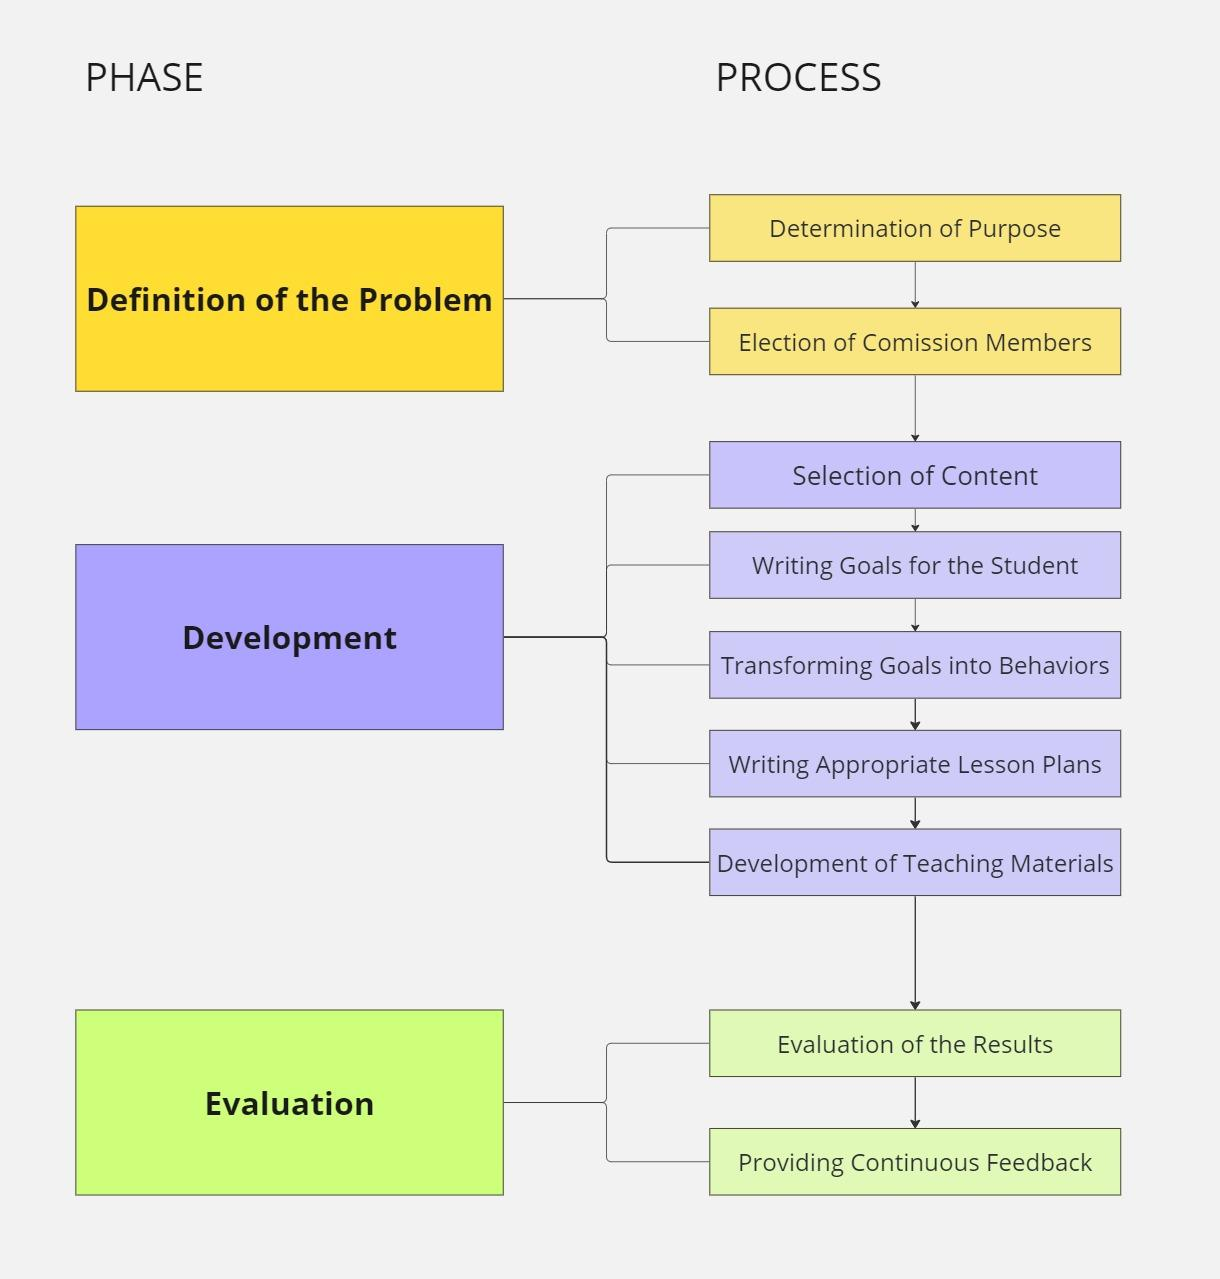 PHASE
PROCESS
Definition of the Problem
Determination of Purpose
Election of Comission Members
Development
Selection of Content
Writing Goals for the Student
Transforming Goals into Behaviors
Writing Appropriate Lesson Plans
Development of Teaching Materials
Evaluation
Evaluation of the Results
Providing Continuous Feedback